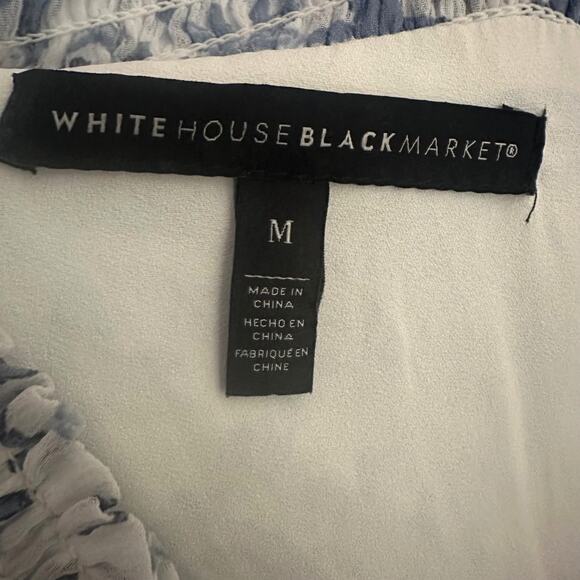 WHITE HOUSE BLACK MARKET®
M
MADE IN
CHINA
HECHO EN
CHINA
FABRIQUÉ EN
CHINE